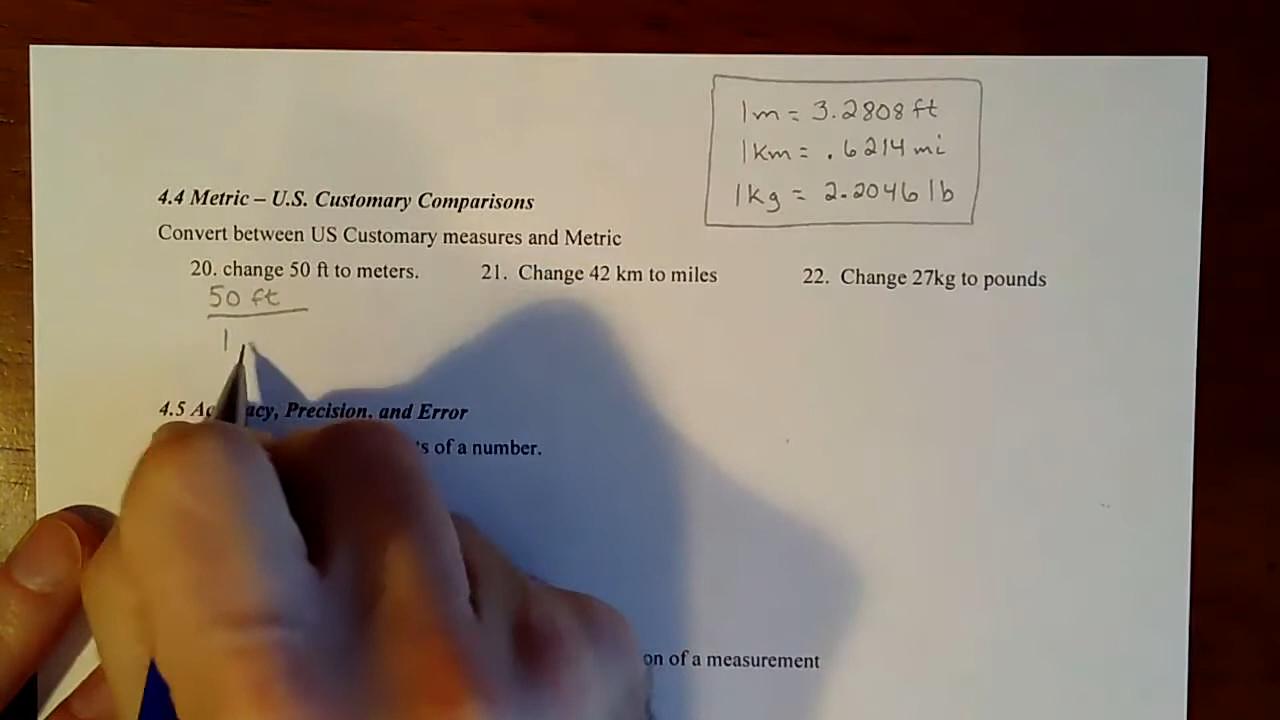 1m = 3.2808 ft
1km = .6214 mi
1kg = 2.2046 lb
4.4 Metric – U.S. Customary Comparisons
Convert between US Customary measures and Metric
20. change 50 ft to meters. 21. Change 42 km to miles 22. Change 27kg to pounds
50 ft
1
4.5 Precision, and Error
of a number.
of a measurement